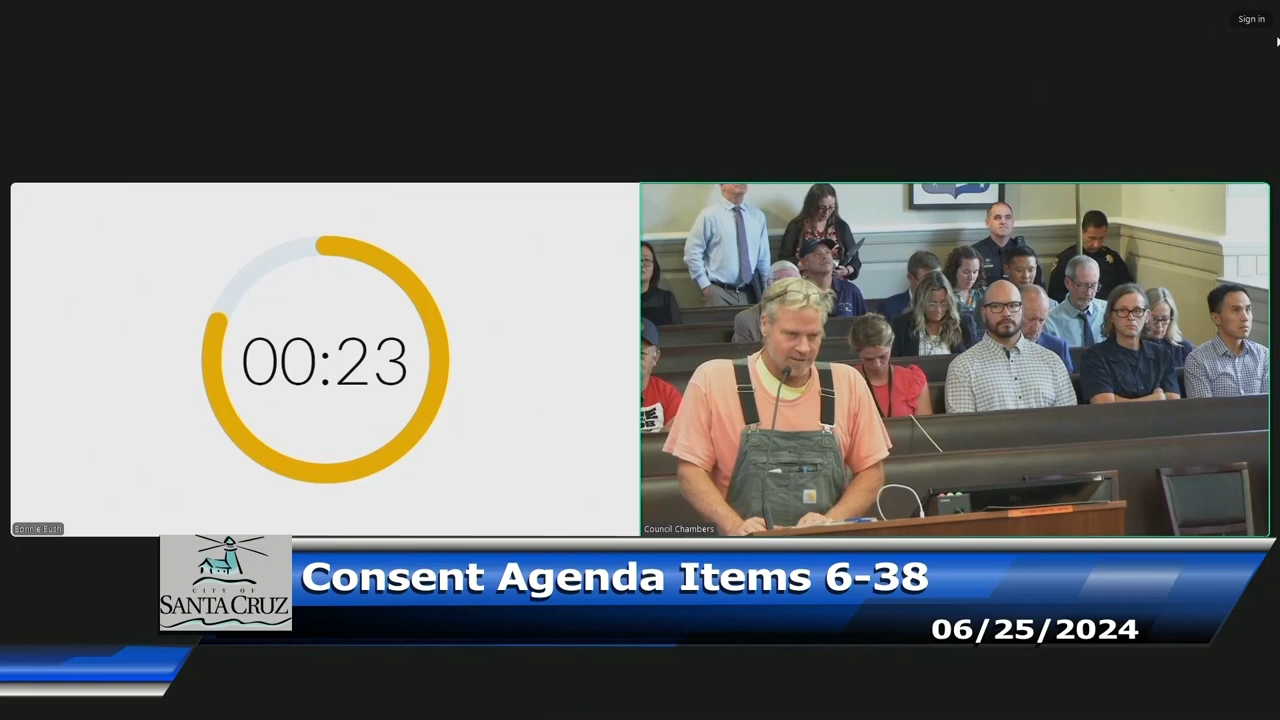 Sign in
00:23
Bonnie Bush
Council Chambers
CITY OF
SANTA CRUZ
Consent Agenda Items 6-38
06/25/2024